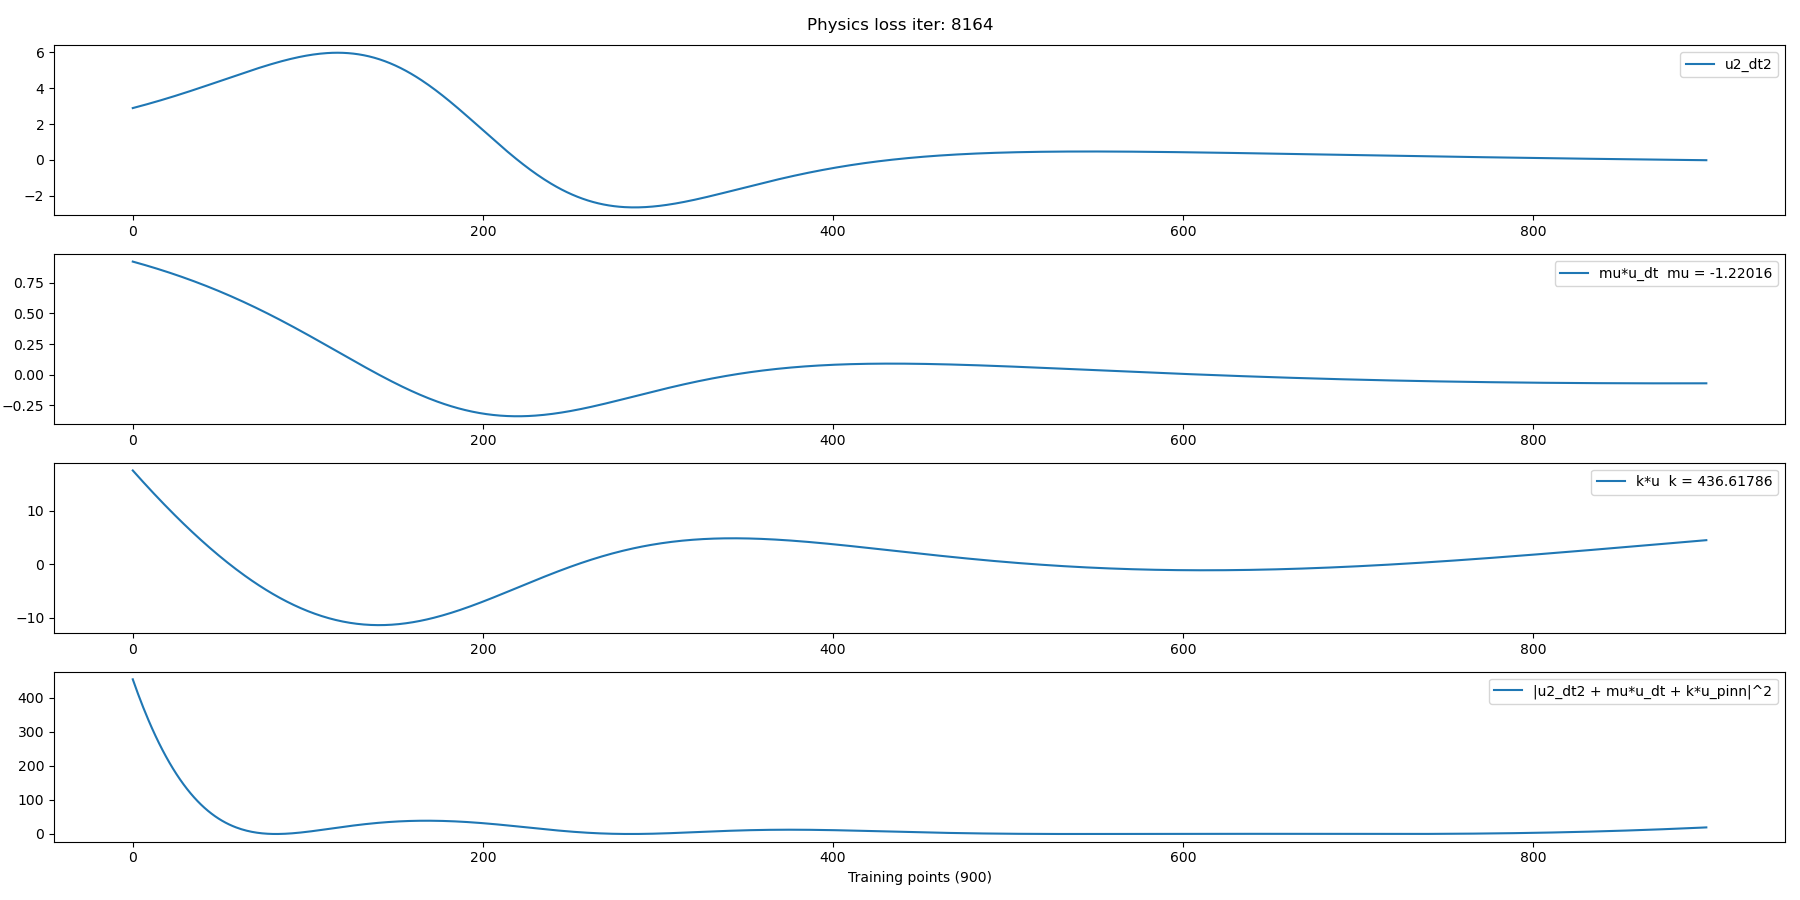 Physics loss iter: 8164
6
4
2
0
−2
u2_dt2
0 200 400 600 800
0.75
0.50
0.25
0.00
−0.25
mu*u_dt  mu = -1.22016
0 200 400 600 800
10
0
−10
k*u  k = 436.61786
0 200 400 600 800
400
300
200
100
0
|u2_dt2 + mu*u_dt + k*u_pinn|^2
0 200 400 600 800
Training points (900)